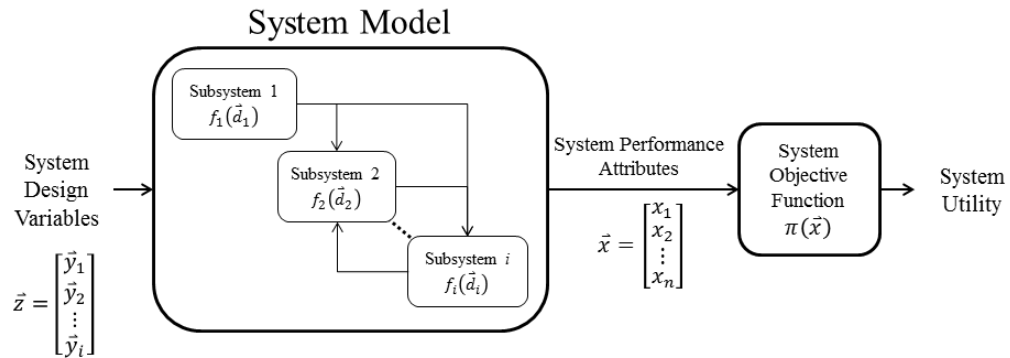 System Model
Subsystem 1
f₁(d⃗₁)
Subsystem 2
f₂(d⃗₂)
Subsystem i
fᵢ(d⃗ᵢ)
System
Design
Variables
z⃗ = [y⃗₁ y⃗₂ ⋮ y⃗ᵢ]
System Performance
Attributes
x⃗ = [x₁ x₂ ⋮ xₙ]
System
Objective
Function
π(x⃗)
System
Utility